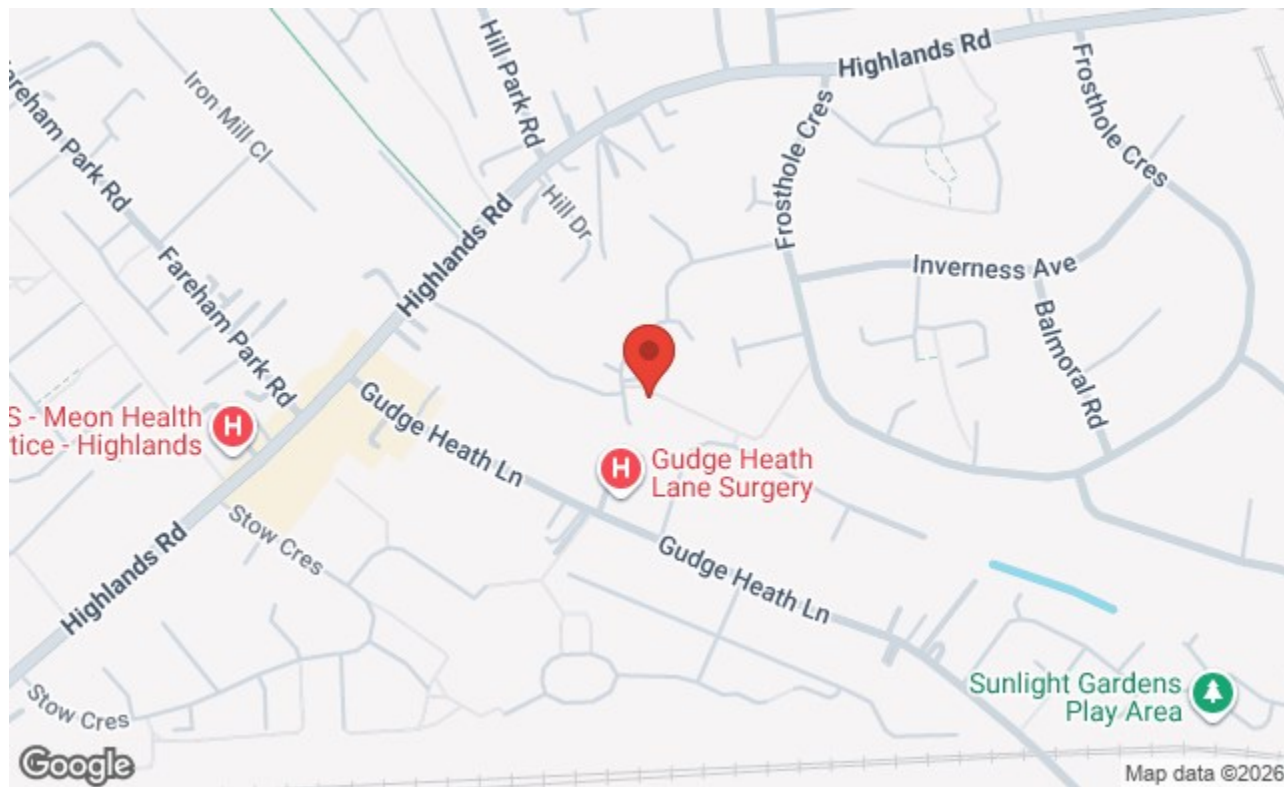 Highlands Rd
Hill Park Rd
Frosthole Cres
Iron Mill Cl
Fareham Park Rd
Frosthole Cres
Hill Dr
Highlands Rd
Inverness Ave
Fareham Park Rd
Balmoral Rd
S - Meon Health
tice - Highlands
Gudge Heath Ln
Gudge Heath
Lane Surgery
Stow Cres
Highlands Rd
Gudge Heath Ln
Sunlight Gardens
Play Area
Stow Cres
Google
Map data ©2026